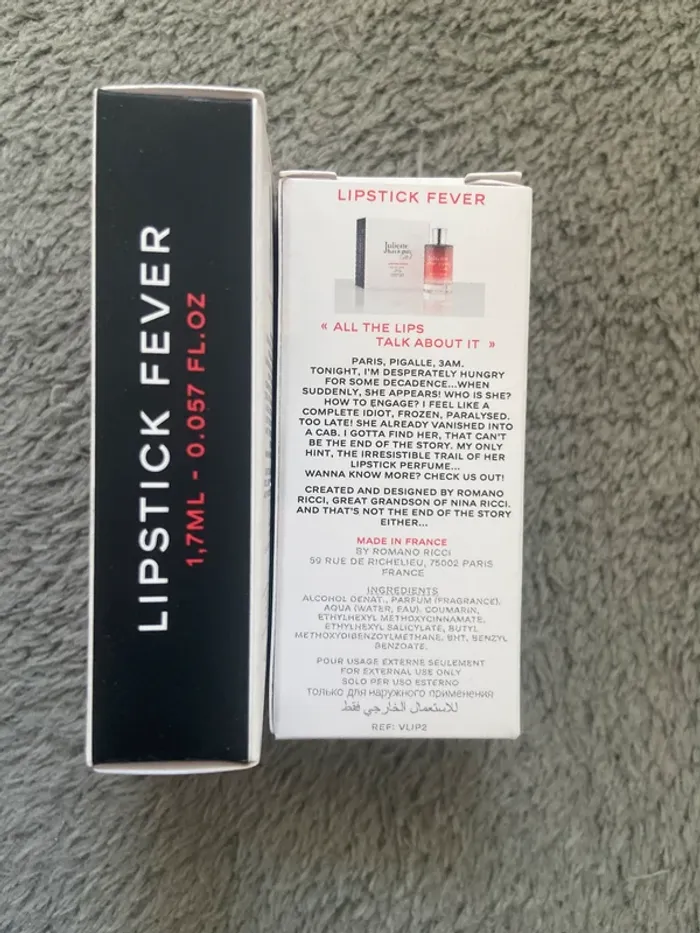 LIPSTICK FEVER
1,7ML - 0.057 FL.OZ
LIPSTICK FEVER
Juliette
has a gun
« ALL THE LIPS
TALK ABOUT IT »
PARIS, PIGALLE, 3AM.
TONIGHT, I'M DESPERATELY HUNGRY
FOR SOME DECADENCE...WHEN
SUDDENLY, SHE APPEARS! WHO IS SHE?
HOW TO ENGAGE? I FEEL LIKE A
COMPLETE IDIOT, FROZEN, PARALYSED.
TOO LATE! SHE ALREADY VANISHED INTO
A CAB. I GOTTA FIND HER, THAT CAN'T
BE THE END OF THE STORY. MY ONLY
HINT, THE IRRESISTIBLE TRAIL OF HER
LIPSTICK PERFUME...
WANNA KNOW MORE? CHECK US OUT!
CREATED AND DESIGNED BY ROMANO
RICCI, GREAT GRANDSON OF NINA RICCI.
AND THAT'S NOT THE END OF THE STORY
EITHER...
MADE IN FRANCE
BY ROMANO RICCI
59 RUE DE RICHELIEU, 75002 PARIS
FRANCE
INGREDIENTS
ALCOHOL DENAT., PARFUM (FRAGRANCE),
AQUA (WATER, EAU), COUMARIN,
ETHYLHEXYL METHOXYCINNAMATE,
ETHYLHEXYL SALICYLATE, BUTYL
METHOXYDIBENZOYLMETHANE, BHT, BENZYL
BENZOATE.
POUR USAGE EXTERNE SEULEMENT
FOR EXTERNAL USE ONLY
SOLO PER USO ESTERNO
только для наружного применения
للاستعمال الخارجي فقط
REF: VLIP2